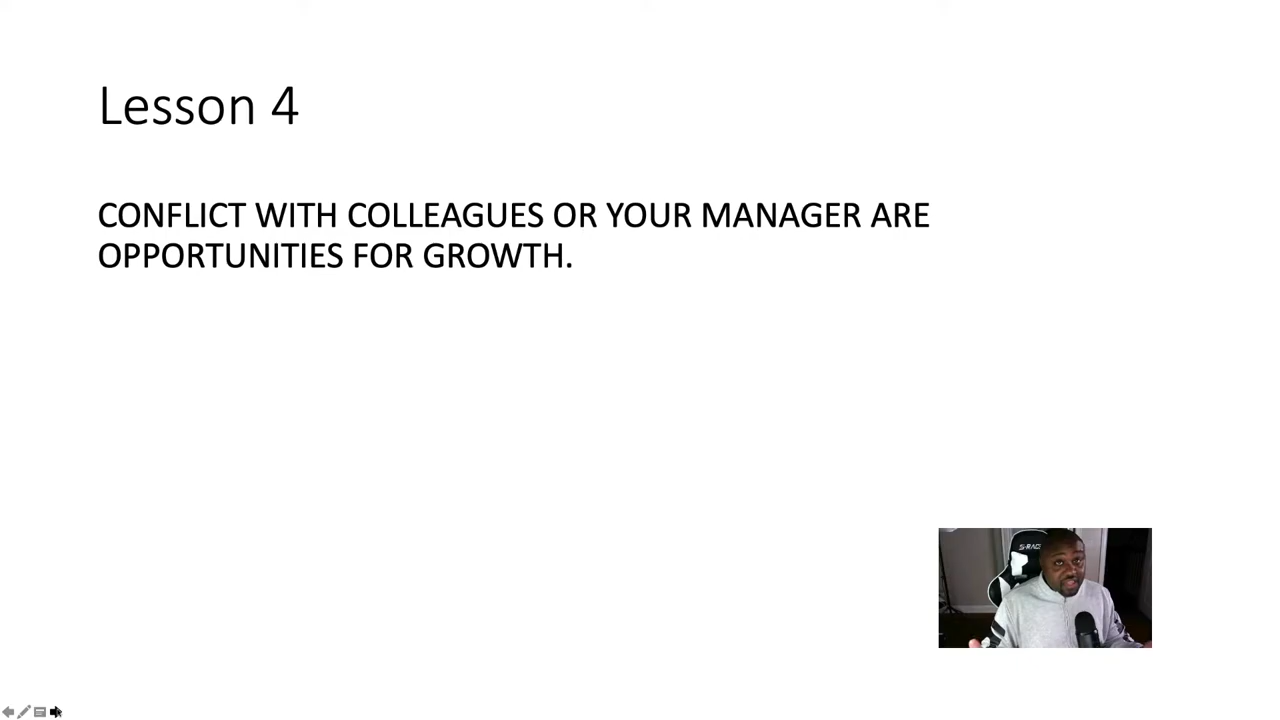 Lesson 4
CONFLICT WITH COLLEAGUES OR YOUR MANAGER ARE
OPPORTUNITIES FOR GROWTH.